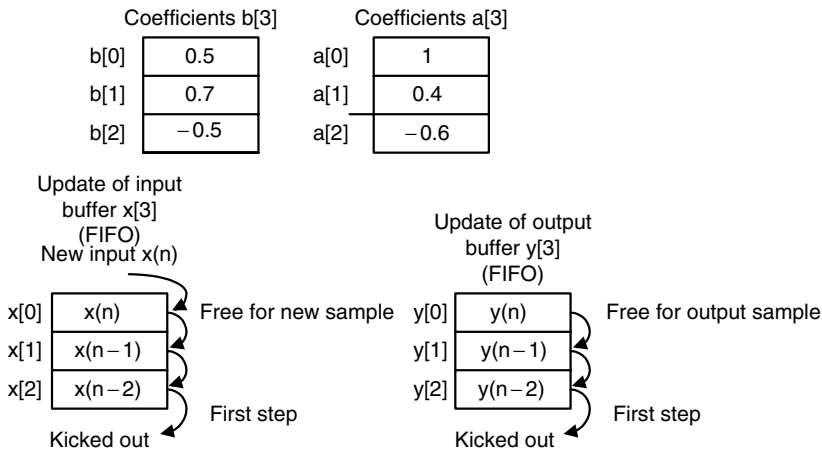 Coefficients b[3]
b[0] 0.5
b[1] 0.7
b[2] −0.5
Coefficients a[3]
a[0] 1
a[1] 0.4
a[2] −0.6
Update of input
buffer x[3]
(FIFO)
New input x(n)
x[0] x(n) Free for new sample
x[1] x(n−1)
x[2] x(n−2)
First step
Kicked out
Update of output
buffer y[3]
(FIFO)
y[0] y(n) Free for output sample
y[1] y(n−1)
y[2] y(n−2)
First step
Kicked out